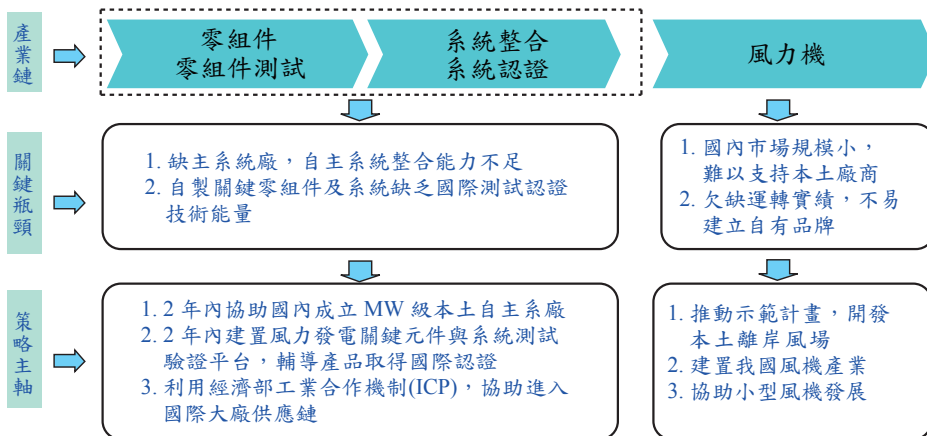 產業鏈
零組件
零組件測試
系統整合
系統認證
風力機
關鍵瓶頸
1. 缺主系統廠，自主系統整合能力不足
2. 自製關鍵零組件及系統缺乏國際測試認證
技術能量
1. 國內市場規模小，
難以支持本土廠商
2. 欠缺運轉實績，不易
建立自有品牌
策略主軸
1. 2 年內協助國內成立 MW 級本土自主系廠
2. 2 年內建置風力發電關鍵元件與系統測試
驗證平台，輔導產品取得國際認證
3. 利用經濟部工業合作機制(ICP)，協助進入
國際大廠供應鏈
1. 推動示範計畫，開發
本土離岸風場
2. 建置我國風機產業
3. 協助小型風機發展